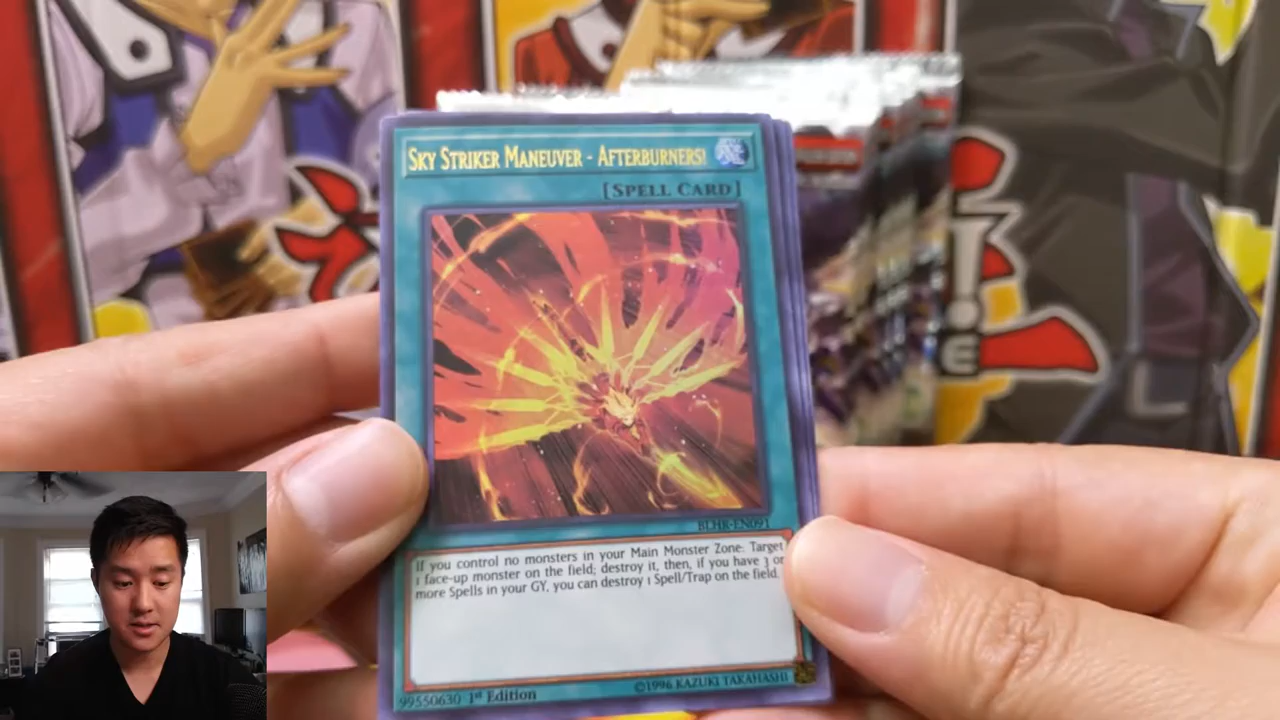 Sky Striker Maneuver - Afterburners!
[Spell Card]
BLHR-EN091
If you control no monsters in your Main Monster Zone: Target
1 face-up monster on the field; destroy it, then, if you have 3 or
more Spells in your GY, you can destroy 1 Spell/Trap on the field.
99550630 1st Edition
©1996 KAZUKI TAKAHASHI